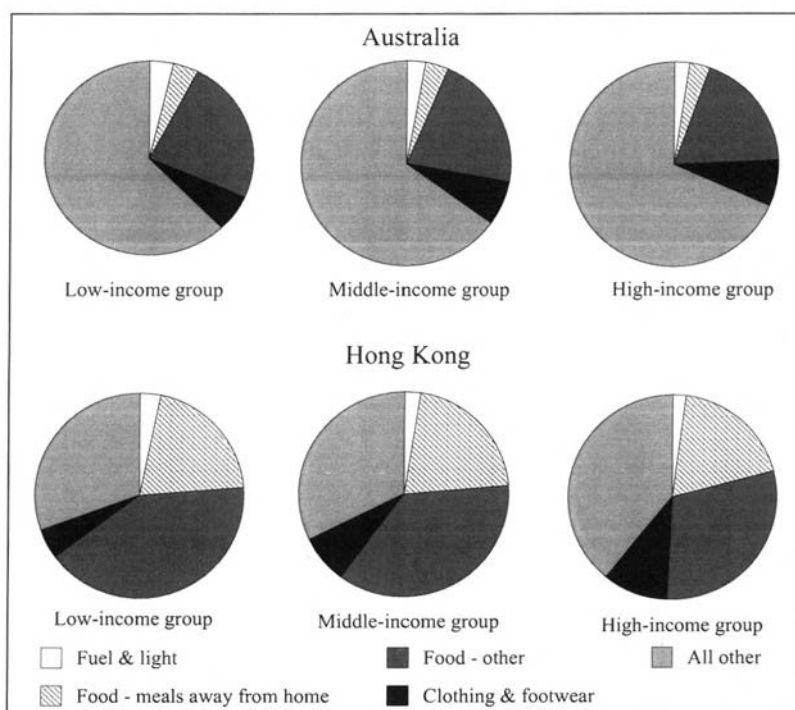 Australia
Low-income group Middle-income group High-income group
Hong Kong
Low-income group Middle-income group High-income group
Fuel & light Food - other All other
Food - meals away from home Clothing & footwear